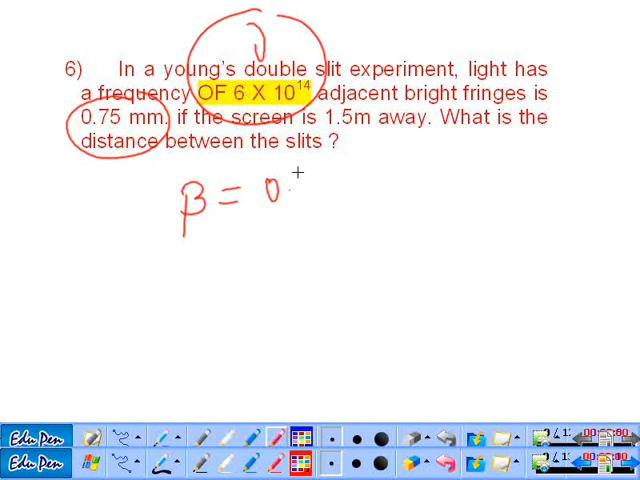 ν
6) In a young's double slit experiment, light has
a frequency OF 6 X 10¹⁴ adjacent bright fringes is
0.75 mm. if the screen is 1.5m away. What is the
distance between the slits ?
β = 0.
Edu Pen
Edu Pen